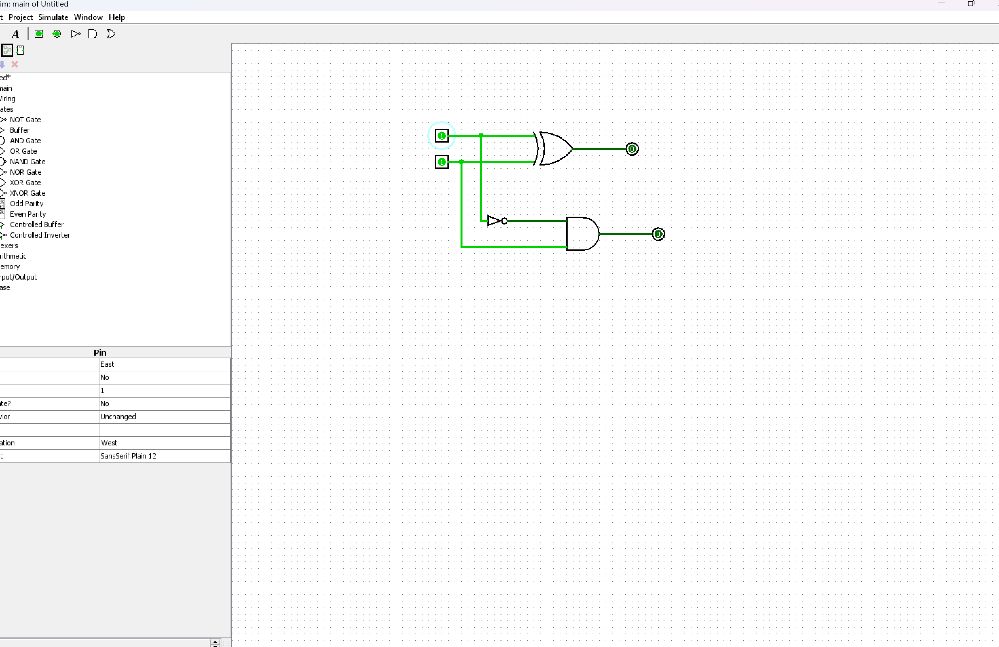 im: main of Untitled
t Project Simulate Window Help
A
ed*
main
Wiring
ates
NOT Gate
Buffer
AND Gate
OR Gate
NAND Gate
NOR Gate
XOR Gate
XNOR Gate
Odd Parity
Even Parity
Controlled Buffer
Controlled Inverter
exers
rithmetic
emory
nput/Output
ase
1
0
1
0
Pin
East
No
1
ate? No
vior Unchanged
ation West
t SansSerif Plain 12